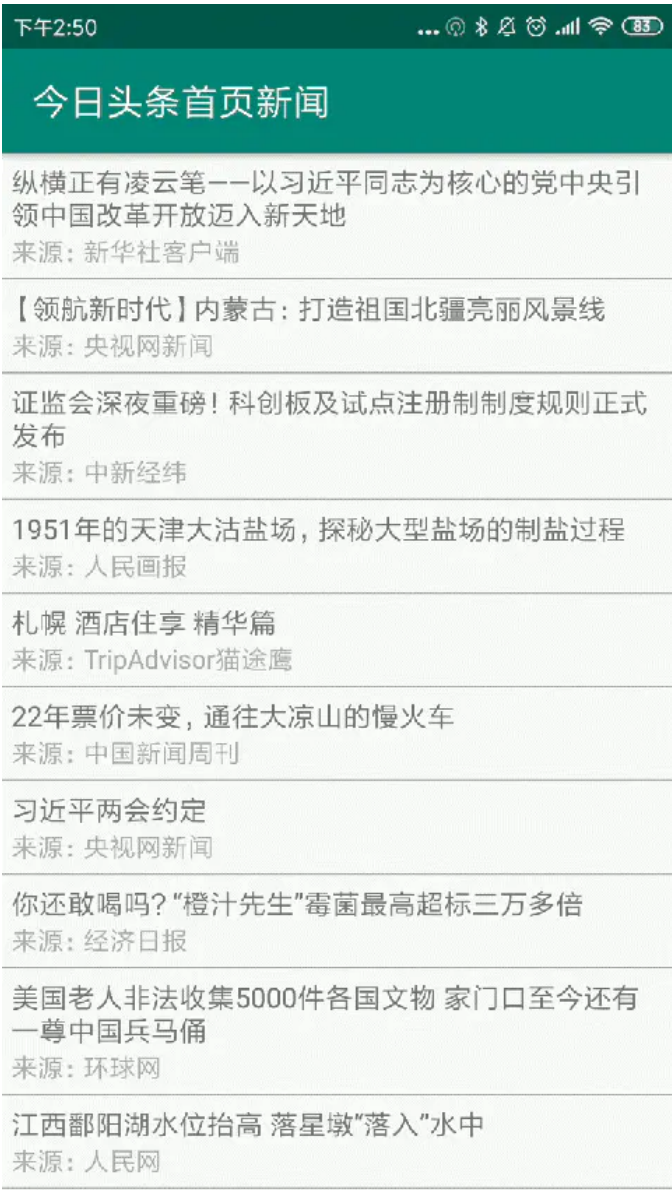 下午2:50
83
今日头条首页新闻
纵横正有凌云笔——以习近平同志为核心的党中央引
领中国改革开放迈入新天地
来源: 新华社客户端
【领航新时代】内蒙古: 打造祖国北疆亮丽风景线
来源: 央视网新闻
证监会深夜重磅! 科创板及试点注册制制度规则正式
发布
来源: 中新经纬
1951年的天津大沽盐场, 探秘大型盐场的制盐过程
来源: 人民画报
札幌 酒店住享 精华篇
来源: TripAdvisor猫途鹰
22年票价未变, 通往大凉山的慢火车
来源: 中国新闻周刊
习近平两会约定
来源: 央视网新闻
你还敢喝吗? “橙汁先生”霉菌最高超标三万多倍
来源: 经济日报
美国老人非法收集5000件各国文物 家门口至今还有
一尊中国兵马俑
来源: 环球网
江西鄱阳湖水位抬高 落星墩“落入”水中
来源: 人民网